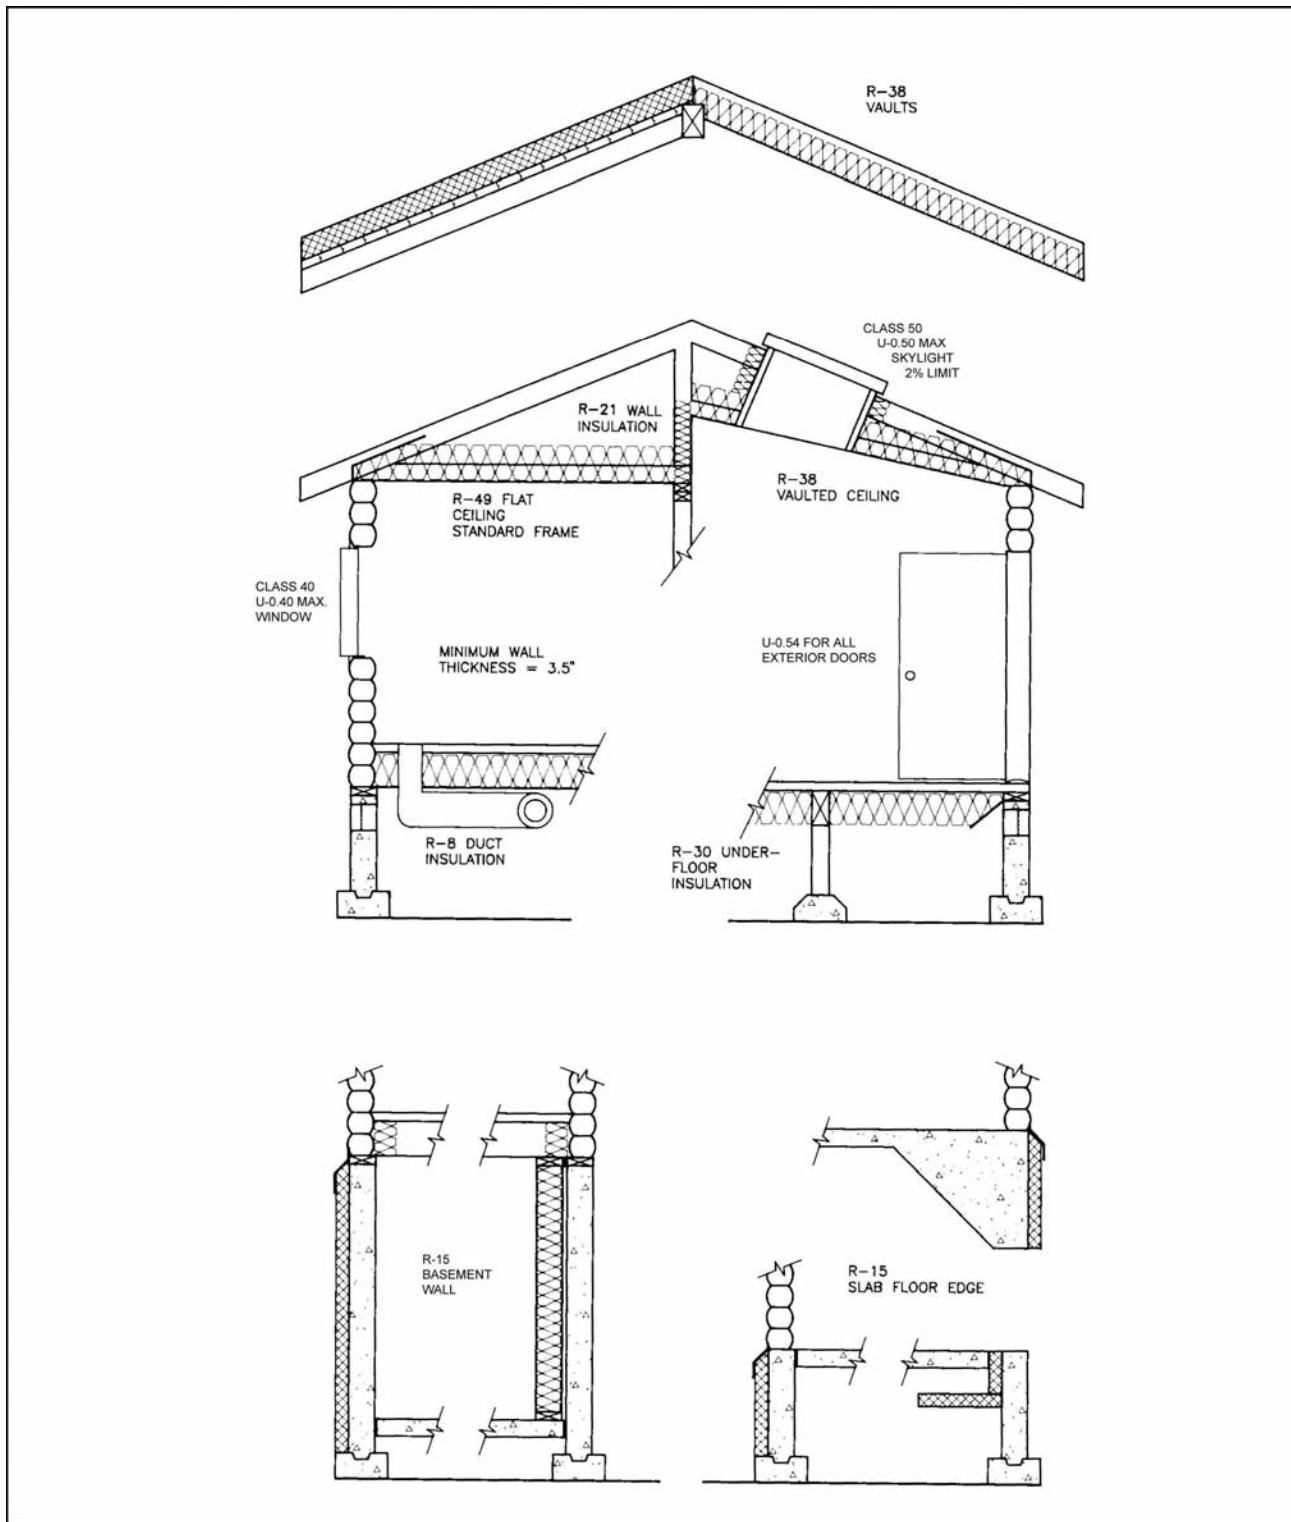 R-38
VAULTS
CLASS 50
U-0.50 MAX
SKYLIGHT
2% LIMIT
R-21 WALL
INSULATION
R-49 FLAT
CEILING
STANDARD FRAME
R-38
VAULTED CEILING
CLASS 40
U-0.40 MAX.
WINDOW
MINIMUM WALL
THICKNESS = 3.5"
U-0.54 FOR ALL
EXTERIOR DOORS
R-8 DUCT
INSULATION
R-30 UNDER-
FLOOR
INSULATION
R-15
BASEMENT
WALL
R-15
SLAB FLOOR EDGE